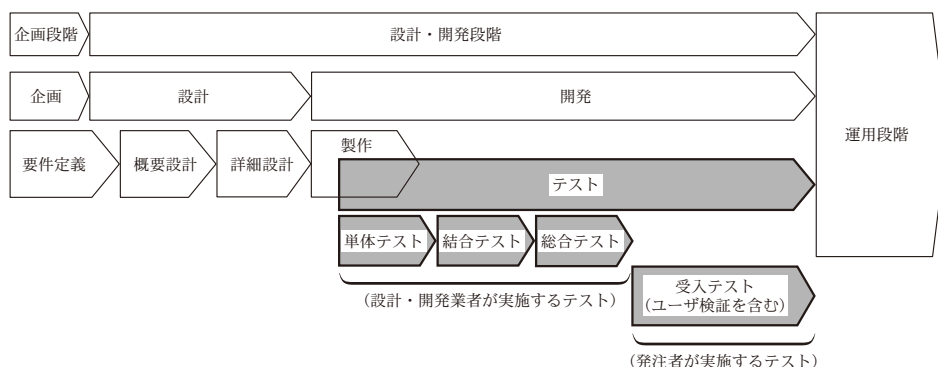 企画段階
設計・開発段階
企画
設計
開発
運用段階
要件定義
概要設計
詳細設計
製作
テスト
単体テスト
結合テスト
総合テスト
(設計・開発業者が実施するテスト)
受入テスト
(ユーザ検証を含む)
(発注者が実施するテスト)